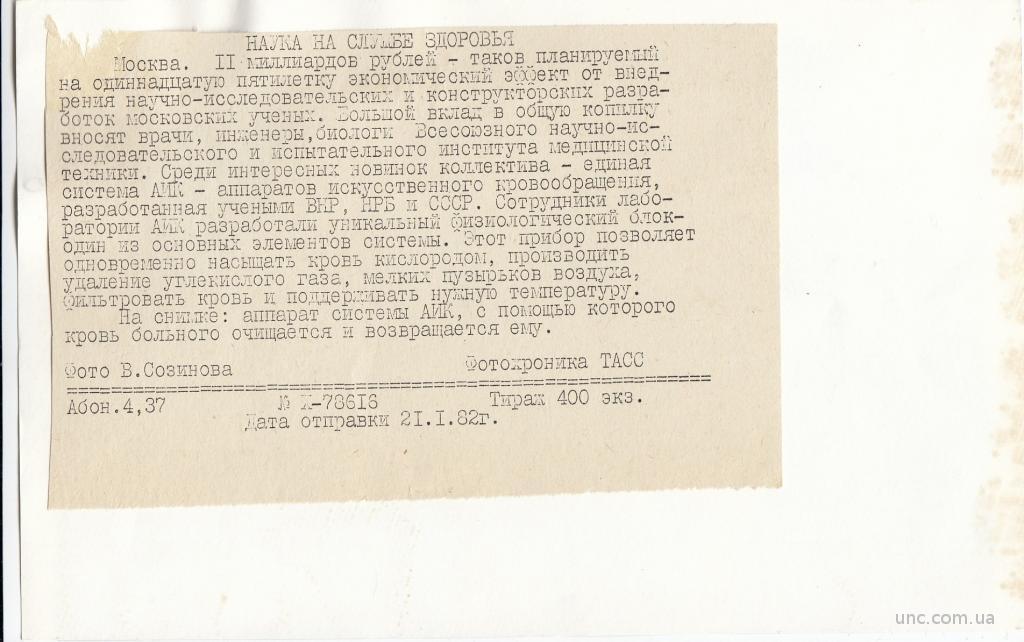 НАУКА НА СЛУЖБЕ ЗДОРОВЬЯ
Москва. II миллиардов рублей - таков планируемый
на одиннадцатую пятилетку экономический эффект от внед-
рения научно-исследовательских и конструкторских разра-
боток московских ученых. Большой вклад в общую копилку
вносят врачи, инженеры,биологи Всесоюзного научно-ис-
следовательского и испытательного института медицинской
техники. Среди интересных новинок коллектива - единая
система АИК - аппаратов искусственного кровообращения,
разработанная учеными ВНР, НРБ и СССР. Сотрудники лабо-
ратории АИК разработали уникальный физиологический блок-
один из основных элементов системы. Этот прибор позволяет
одновременно насыщать кровь кислородом, производить
удаление углекислого газа, мелких пузырьков воздуха,
фильтровать кровь и поддерживать нужную температуру.
На снимке: аппарат системы АИК, с помощью которого
кровь больного очищается и возвращается ему.
Фото В.Созинова Фотохроника ТАСС
Абон.4,37 № X-786I6 Тираж 400 экз.
Дата отправки 2I.I.82г.
unc.com.ua